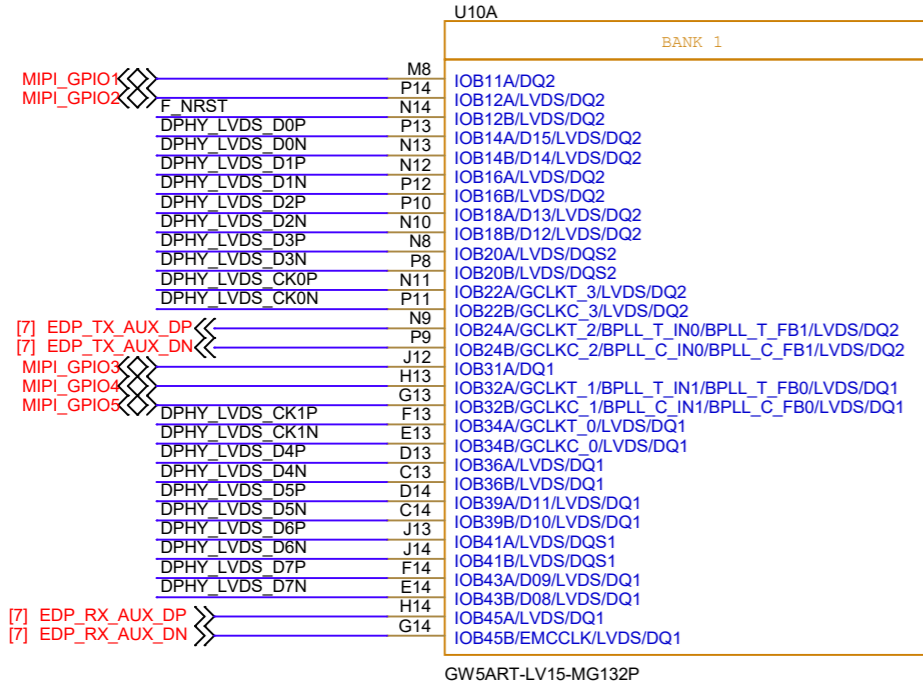 U10A
BANK 1
MIPI_GPIO1 M8 IOB11A/DQ2
MIPI_GPIO2 P14 IOB12A/LVDS/DQ2
F_NRST N14 IOB12B/LVDS/DQ2
DPHY_LVDS_D0P P13 IOB14A/D15/LVDS/DQ2
DPHY_LVDS_D0N N13 IOB14B/D14/LVDS/DQ2
DPHY_LVDS_D1P N12 IOB16A/LVDS/DQ2
DPHY_LVDS_D1N P12 IOB16B/LVDS/DQ2
DPHY_LVDS_D2P P10 IOB18A/D13/LVDS/DQ2
DPHY_LVDS_D2N N10 IOB18B/D12/LVDS/DQ2
DPHY_LVDS_D3P N8 IOB20A/LVDS/DQS2
DPHY_LVDS_D3N P8 IOB20B/LVDS/DQS2
DPHY_LVDS_CK0P N11 IOB22A/GCLKT_3/LVDS/DQ2
DPHY_LVDS_CK0N P11 IOB22B/GCLKC_3/LVDS/DQ2
[7] EDP_TX_AUX_DP N9 IOB24A/GCLKT_2/BPLL_T_IN0/BPLL_T_FB1/LVDS/DQ2
[7] EDP_TX_AUX_DN P9 IOB24B/GCLKC_2/BPLL_C_IN0/BPLL_C_FB1/LVDS/DQ2
MIPI_GPIO3 J12 IOB31A/DQ1
MIPI_GPIO4 H13 IOB32A/GCLKT_1/BPLL_T_IN1/BPLL_T_FB0/LVDS/DQ1
MIPI_GPIO5 G13 IOB32B/GCLKC_1/BPLL_C_IN1/BPLL_C_FB0/LVDS/DQ1
DPHY_LVDS_CK1P F13 IOB34A/GCLKT_0/LVDS/DQ1
DPHY_LVDS_CK1N E13 IOB34B/GCLKC_0/LVDS/DQ1
DPHY_LVDS_D4P D13 IOB36A/LVDS/DQ1
DPHY_LVDS_D4N C13 IOB36B/LVDS/DQ1
DPHY_LVDS_D5P D14 IOB39A/D11/LVDS/DQ1
DPHY_LVDS_D5N C14 IOB39B/D10/LVDS/DQ1
DPHY_LVDS_D6P J13 IOB41A/LVDS/DQS1
DPHY_LVDS_D6N J14 IOB41B/LVDS/DQS1
DPHY_LVDS_D7P F14 IOB43A/D09/LVDS/DQ1
DPHY_LVDS_D7N E14 IOB43B/D08/LVDS/DQ1
[7] EDP_RX_AUX_DP H14 IOB45A/LVDS/DQ1
[7] EDP_RX_AUX_DN G14 IOB45B/EMCCLK/LVDS/DQ1
GW5ART-LV15-MG132P